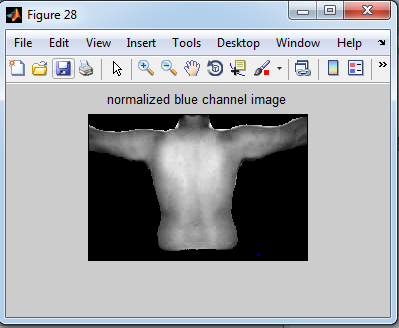 Figure 28
File Edit View Insert Tools Desktop Window Help
normalized blue channel image